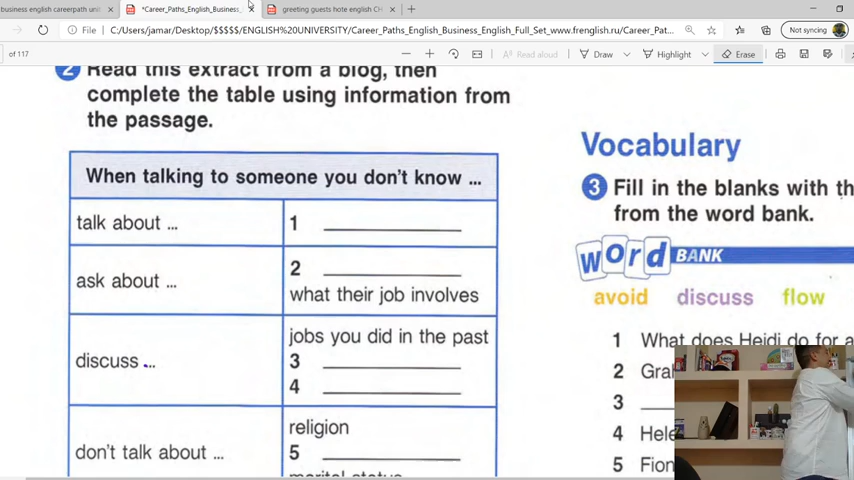 business english careerpath uni
*Career_Paths_English_Business_
greeting guests hote english CH
File
C:/Users/jamar/Desktop/$$$$$/ENGLISH%20UNIVERSITY/Career_Paths_English_Business_English_Full_Set_www.frenglish.ru/Career_Pat...
Not syncing
of 117
Read aloud
Draw
Highlight
Erase
2 Read this extract from a blog, then
complete the table using information from
the passage.
When talking to someone you don't know ...
talk about ...
1
ask about ...
2
what their job involves
discuss ...
jobs you did in the past
3
4
don't talk about ...
religion
5
marital status
Vocabulary
3 Fill in the blanks with th
from the word bank.
word BANK
avoid discuss flow
1 What does Heidi do for a
2 Gra
3
4 Hele
5 Fion